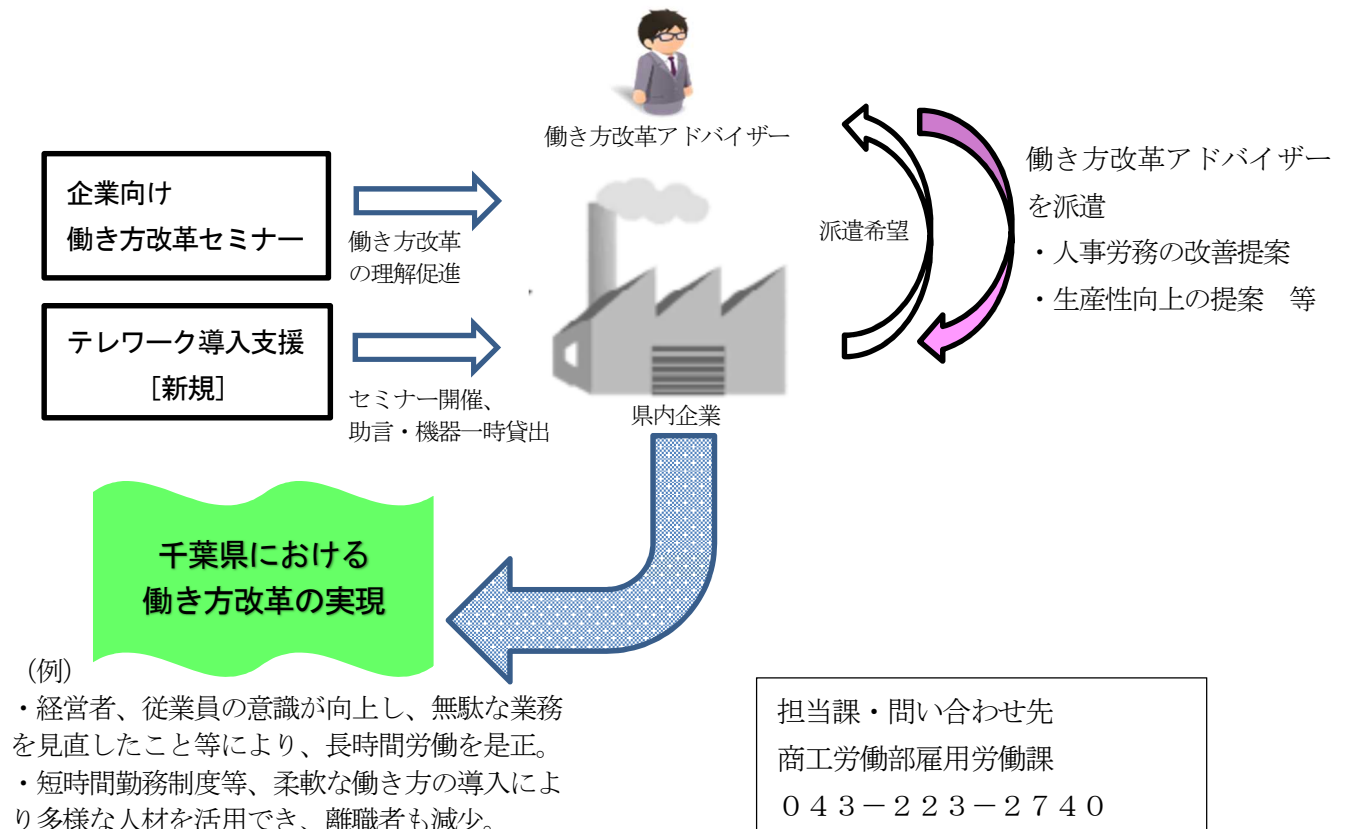 働き方改革アドバイザー
企業向け
働き方改革セミナー
働き方改革
の理解促進
テレワーク導入支援
［新規］
セミナー開催、
助言・機器一時貸出
県内企業
派遣希望
働き方改革アドバイザー
を派遣
・人事労務の改善提案
・生産性向上の提案　等
千葉県における
働き方改革の実現
（例）
・経営者、従業員の意識が向上し、無駄な業務
を見直したこと等により、長時間労働を是正。
・短時間勤務制度等、柔軟な働き方の導入によ
り多様な人材を活用でき、離職者も減少。
担当課・問い合わせ先
商工労働部雇用労働課
０４３－２２３－２７４０